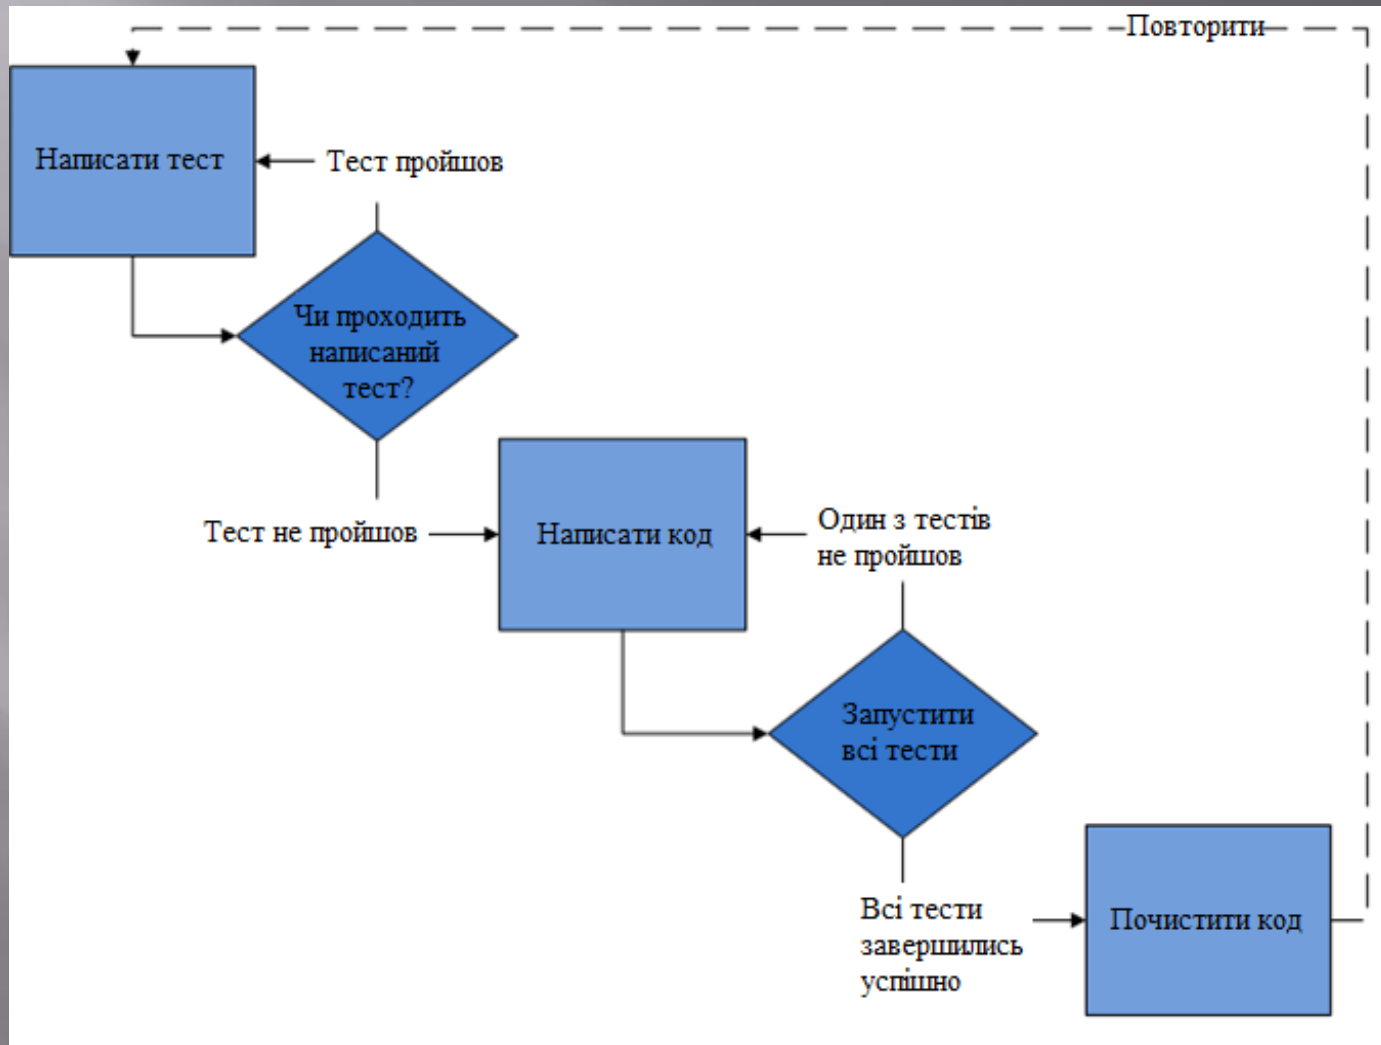 Повторити
Написати тест
Тест пройшов
Чи проходить
написаний
тест?
Тест не пройшов
Написати код
Один з тестів
не пройшов
Запустити
всі тести
Всі тести
завершились
успішно
Почистити код